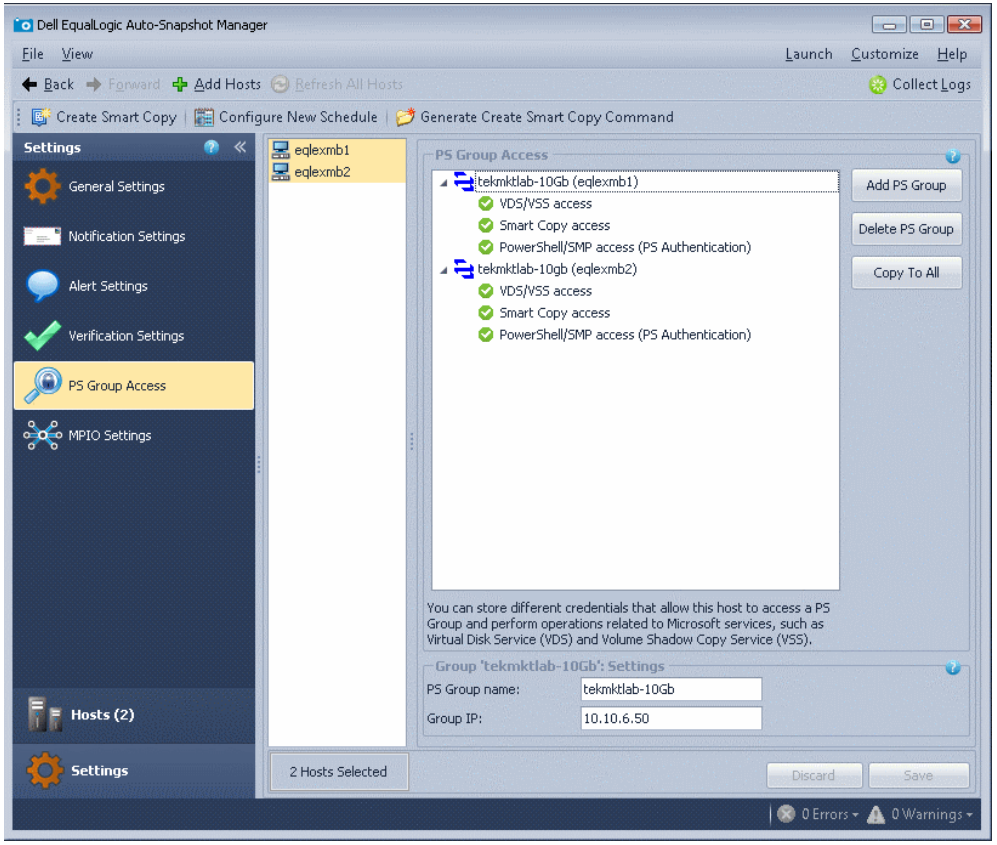 Dell EqualLogic Auto-Snapshot Manager
File View Launch Customize Help
Back Forward Add Hosts Refresh All Hosts Collect Logs
Create Smart Copy Configure New Schedule Generate Create Smart Copy Command
Settings
General Settings
Notification Settings
Alert Settings
Verification Settings
PS Group Access
MPIO Settings
Hosts (2)
Settings
eqlexmb1
eqlexmb2
2 Hosts Selected
PS Group Access
tekmktlab-10Gb (eqlexmb1)
VDS/VSS access
Smart Copy access
PowerShell/SMP access (PS Authentication)
tekmktlab-10gb (eqlexmb2)
VDS/VSS access
Smart Copy access
PowerShell/SMP access (PS Authentication)
Add PS Group
Delete PS Group
Copy To All
You can store different credentials that allow this host to access a PS
Group and perform operations related to Microsoft services, such as
Virtual Disk Service (VDS) and Volume Shadow Copy Service (VSS).
Group 'tekmktlab-10Gb': Settings
PS Group name: tekmktlab-10Gb
Group IP: 10.10.6.50
Discard Save
0 Errors 0 Warnings